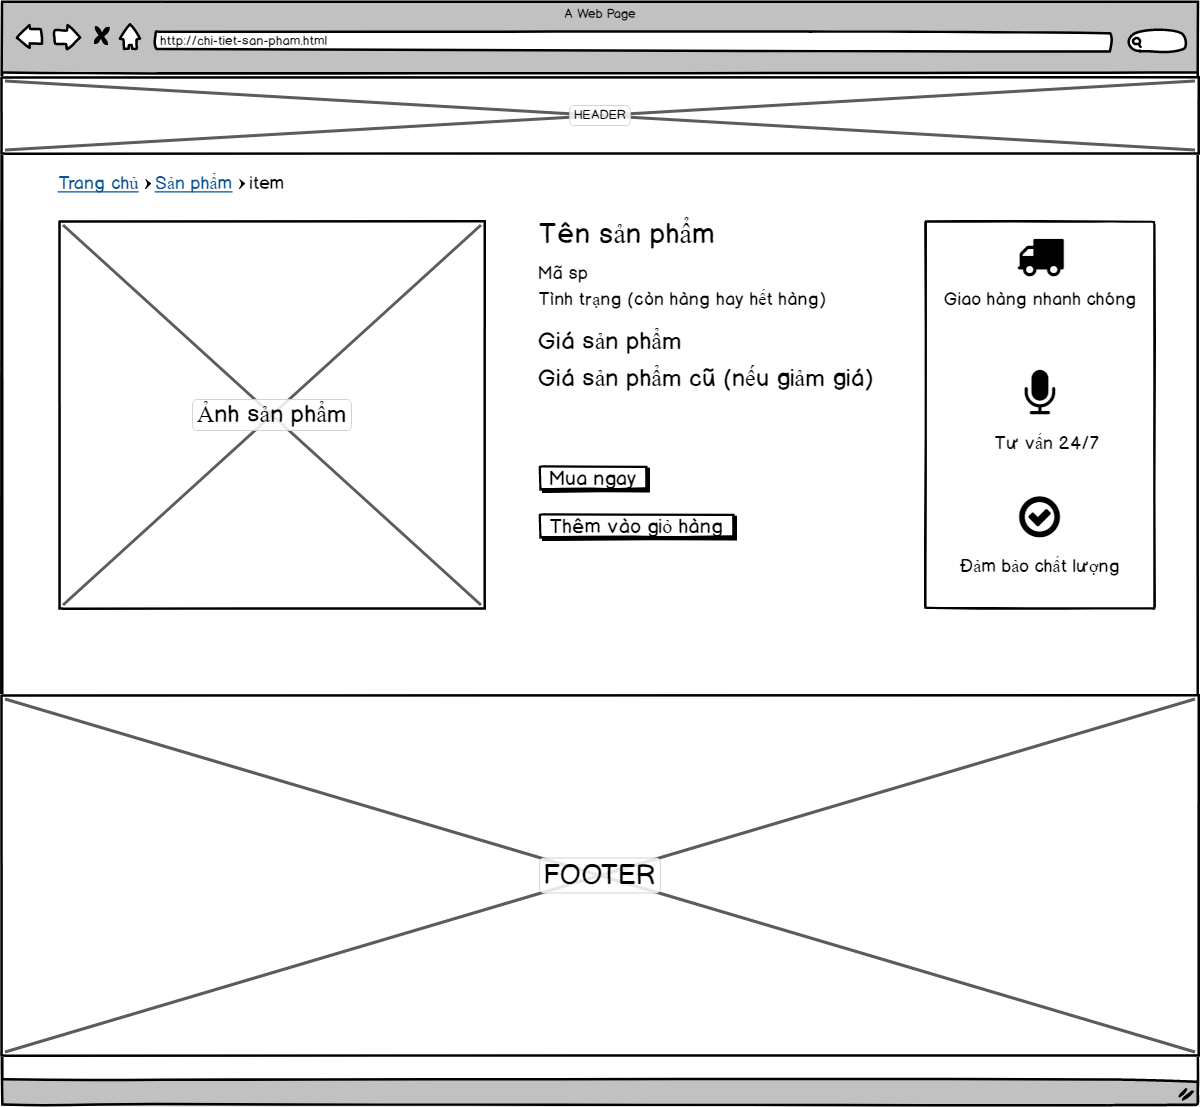 A Web Page
http://chi-tiet-san-pham.html
HEADER
Trang chủ › Sản phẩm › item
Tên sản phẩm
Mã sp
Tình trạng (còn hàng hay hết hàng)
Giá sản phẩm
Giá sản phẩm cũ (nếu giảm giá)
Ảnh sản phẩm
Mua ngay
Thêm vào giỏ hàng
Giao hàng nhanh chóng
Tư vấn 24/7
Đảm bảo chất lượng
FOOTER